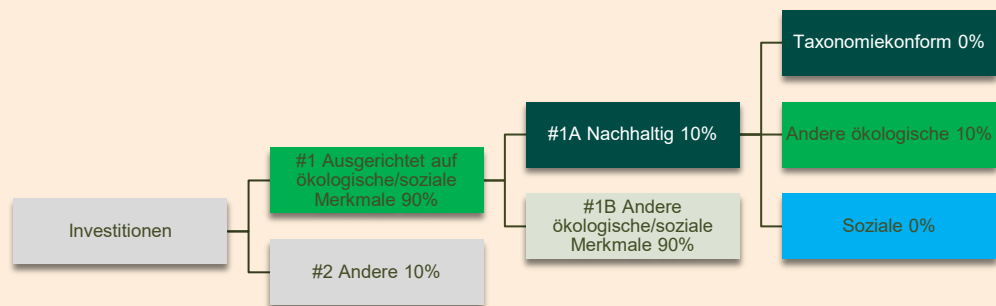 Investitionen
#1 Ausgerichtet auf
ökologische/soziale
Merkmale 90%
#2 Andere 10%
#1A Nachhaltig 10%
#1B Andere
ökologische/soziale
Merkmale 90%
Taxonomiekonform 0%
Andere ökologische 10%
Soziale 0%